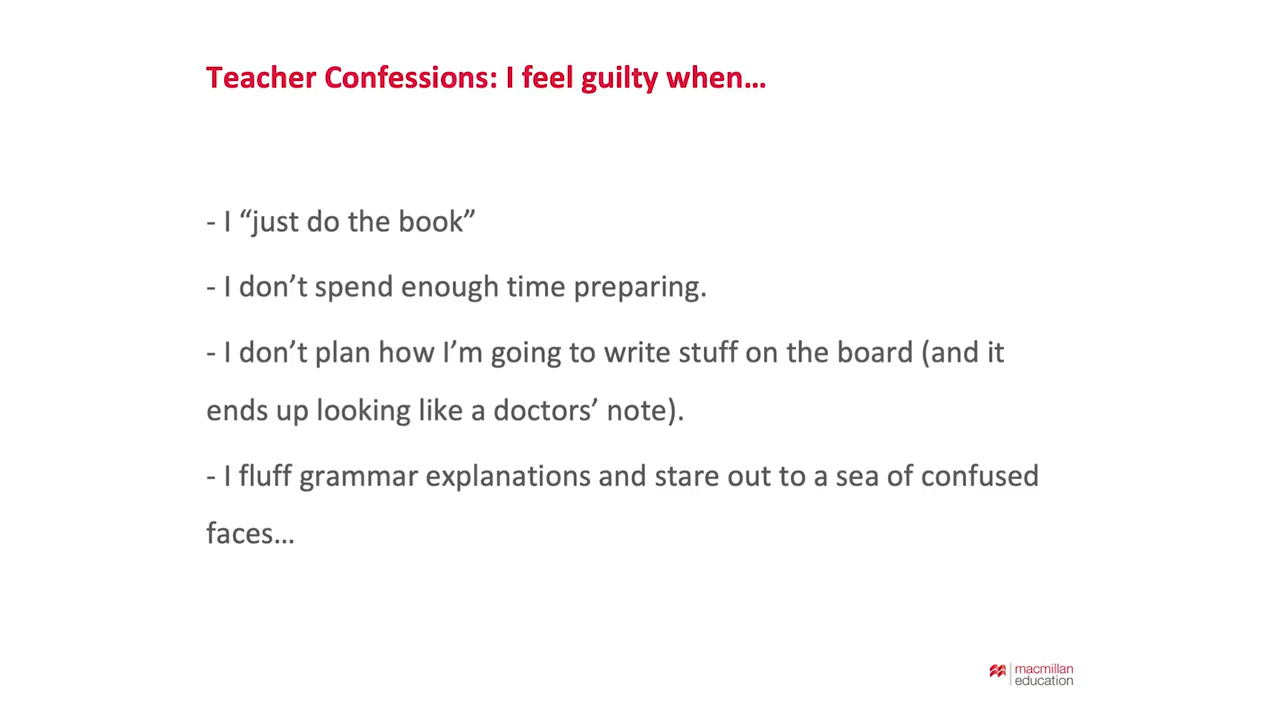 Teacher Confessions: I feel guilty when…
- I “just do the book”
- I don’t spend enough time preparing.
- I don’t plan how I’m going to write stuff on the board (and it
ends up looking like a doctors’ note).
- I fluff grammar explanations and stare out to a sea of confused
faces…
macmillan
education